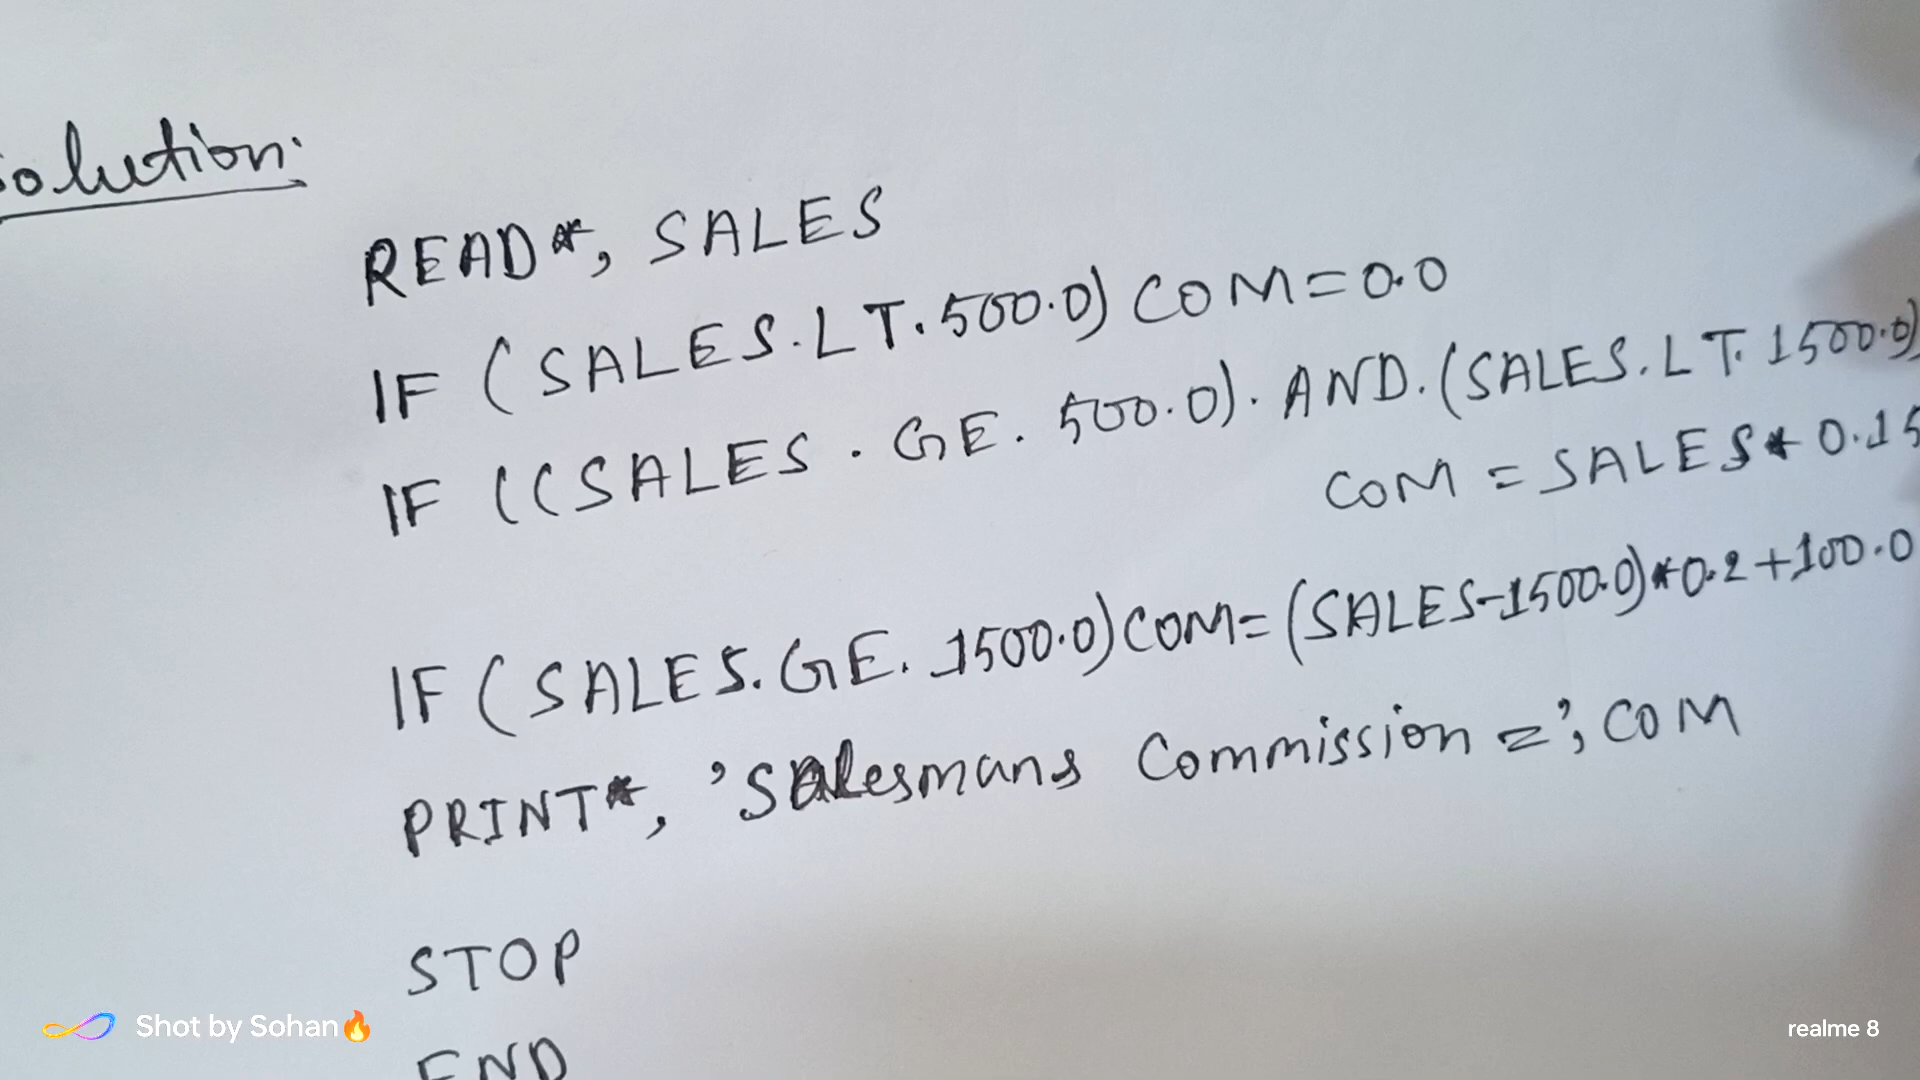 solution:
READ*, SALES
IF (SALES.LT.500.0) COM=0.0
IF ((SALES.GE.500.0).AND.(SALES.LT.1500.0)
COM = SALES*0.15
IF (SALES.GE.1500.0) COM=(SALES-1500.0)*0.2+100.0
PRINT*, 'Salesmans Commission =', COM
STOP
END
Shot by Sohan🔥
realme 8